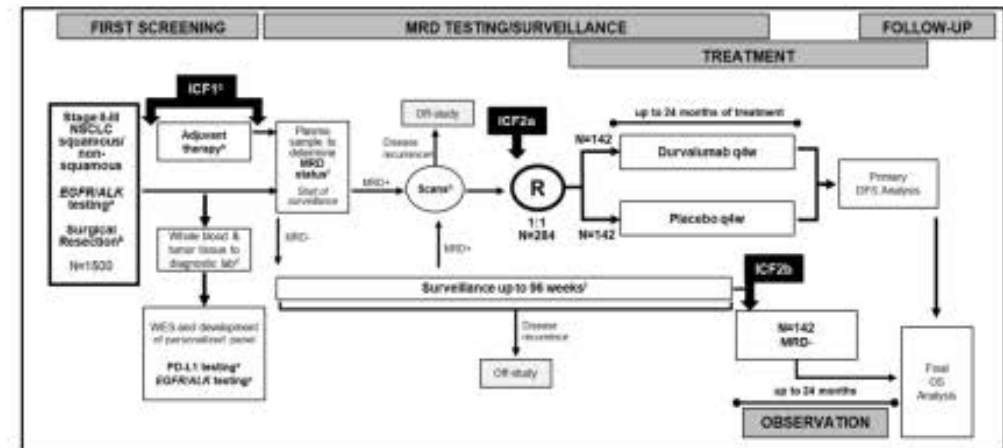 FIRST SCREENING
MRD TESTING/SURVEILLANCE
FOLLOW-UP
TREATMENT
ICF1
ICF2a
Off-study
up to 24 months of treatment
Stage II-III
NSCLC
squamous/
non-
squamous
EGFR/ALK
testing
Surgical
Resection
N=1500
Adjuvant
therapy
Plasma
sample to
determine
MRD
status
Start of
surveillance
Disease
recurrence
MRD+
Scans
R
1:1
N=284
N=142
Durvalumab q4w
N=142
Placebo q4w
Primary
DFS Analysis
Whole blood &
tumor tissue to
diagnostic lab
MRD-
MRD+
ICF2b
Surveillance up to 96 weeks
WES and development
of personalized panel
PD-L1 testing
EGFR/ALK testing
Disease
recurrence
Off-study
N=142
MRD-
up to 24 months
OBSERVATION
Final
OS
Analysis